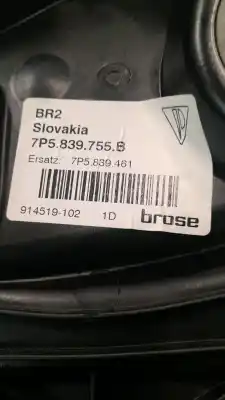 BR2
Slovakia
7P5.839.755.B
Ersatz: 7P5.839.461
914519-102 1D brose